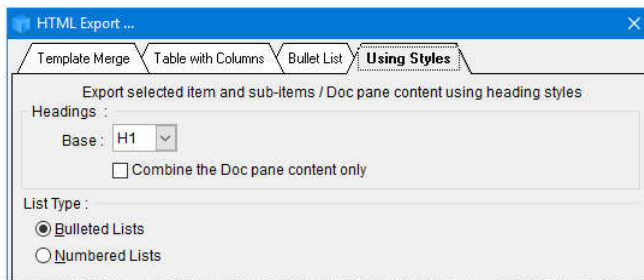 HTML Export ...
Template Merge Table with Columns Bullet List Using Styles
Export selected item and sub-items / Doc pane content using heading styles
Headings :
Base : H1
Combine the Doc pane content only
List Type :
Bulleted Lists
Numbered Lists